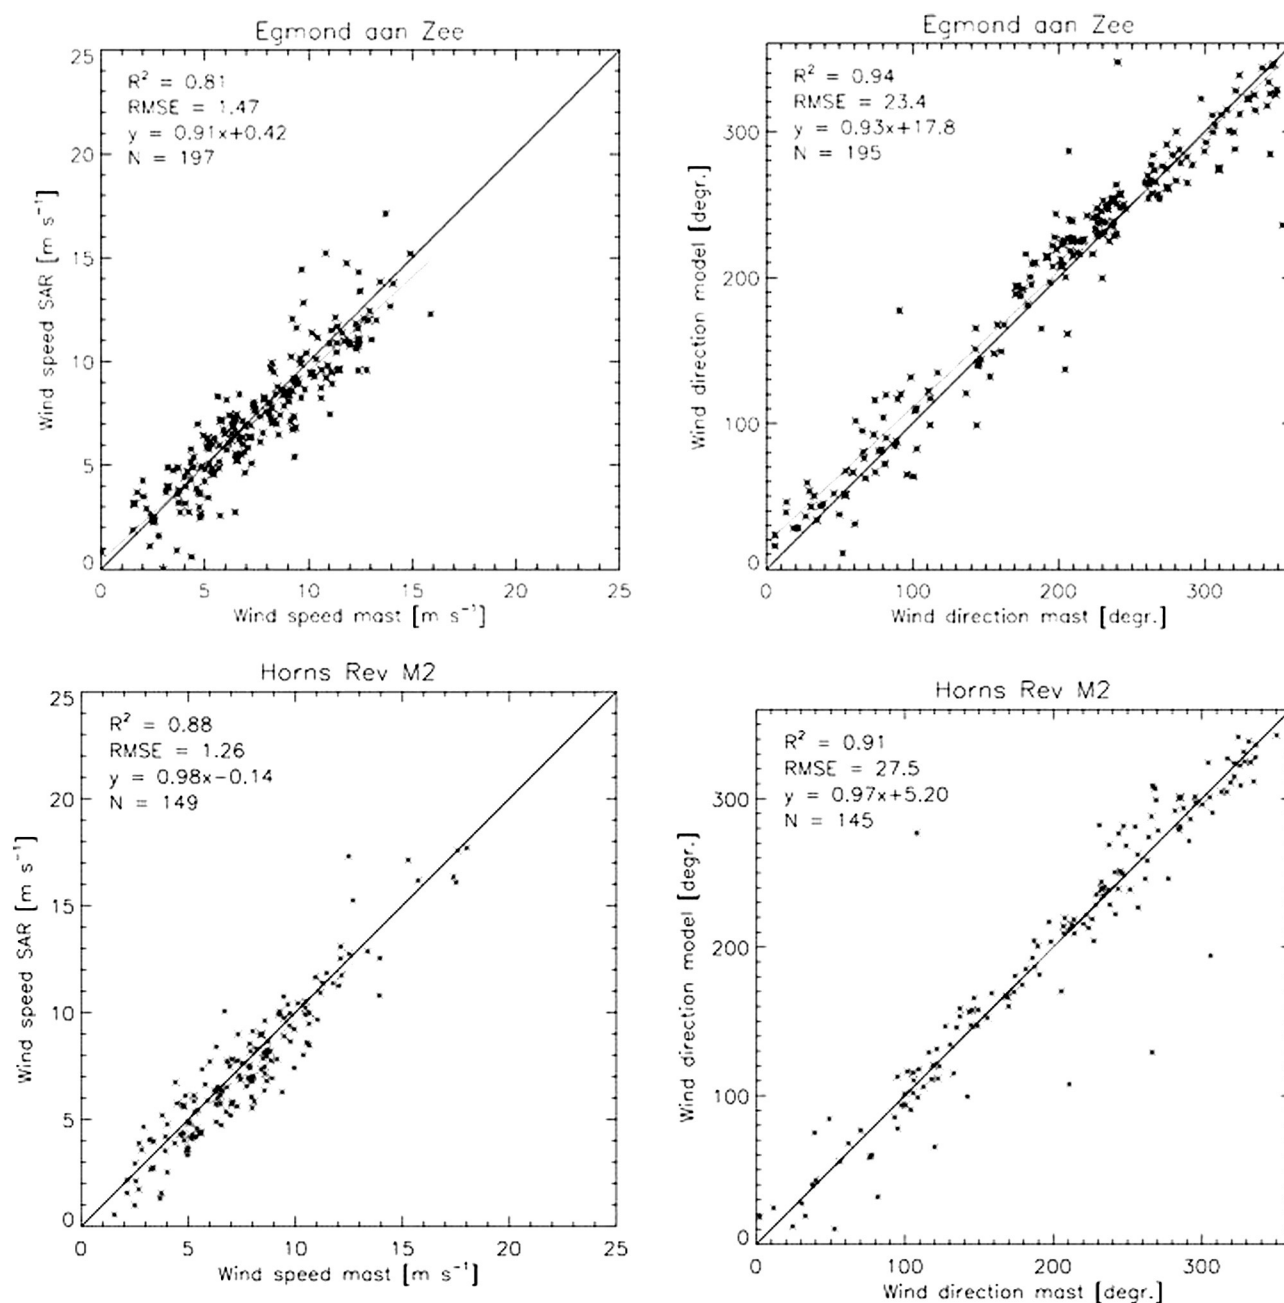 Egmond aan Zee
R² = 0.81
RMSE = 1.47
y = 0.91x+0.42
N = 197
25
20
15
10
5
0
0 5 10 15 20 25
Wind speed SAR [m s⁻¹]
Wind speed mast [m s⁻¹]
Egmond aan Zee
R² = 0.94
RMSE = 23.4
y = 0.93x+17.8
N = 195
300
200
100
0
0 100 200 300
Wind direction model [degr.]
Wind direction mast [degr.]
Horns Rev M2
R² = 0.88
RMSE = 1.26
y = 0.98x−0.14
N = 149
25
20
15
10
5
0
0 5 10 15 20 25
Wind speed SAR [m s⁻¹]
Wind speed mast [m s⁻¹]
Horns Rev M2
R² = 0.91
RMSE = 27.5
y = 0.97x+5.20
N = 145
300
200
100
0
0 100 200 300
Wind direction model [degr.]
Wind direction mast [degr.]